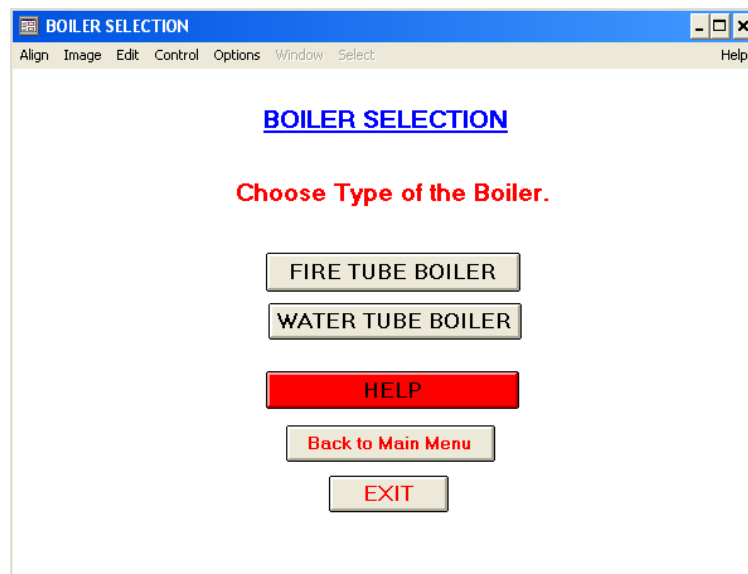 BOILER SELECTION
Align Image Edit Control Options Window Select Help
BOILER SELECTION
Choose Type of the Boiler.
FIRE TUBE BOILER
WATER TUBE BOILER
HELP
Back to Main Menu
EXIT